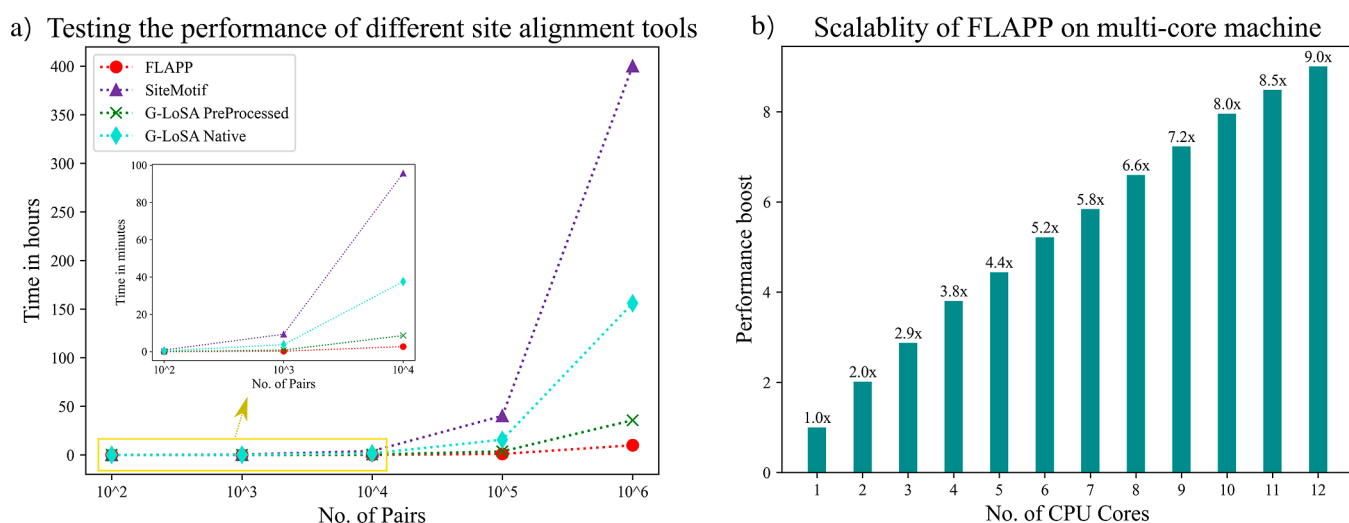 a) Testing the performance of different site alignment tools
400
350
300
250
200
150
100
50
0
Time in hours
FLAPP
SiteMotif
G-LoSA PreProcessed
G-LoSA Native
100
80
60
40
20
0
Time in minutes
10^2 10^3 10^4
No. of Pairs
10^2 10^3 10^4 10^5 10^6
No. of Pairs
b) Scalablity of FLAPP on multi-core machine
8
6
4
2
0
Performance boost
1.0x 2.0x 2.9x 3.8x 4.4x 5.2x 5.8x 6.6x 7.2x 8.0x 8.5x 9.0x
1 2 3 4 5 6 7 8 9 10 11 12
No. of CPU Cores